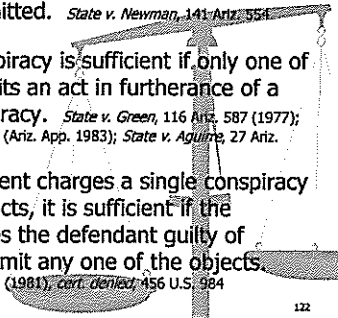 itted. State v. Newman, 141 Ariz. 554
piracy is sufficient if only one of
its an act in furtherance of a
racy. State v. Green, 116 Ariz. 587 (1977);
(Ariz. App. 1983); State v. Aguirre, 27 Ariz.
ent charges a single conspiracy
cts, it is sufficient if the
es the defendant guilty of
mmit any one of the objects.
(1981), cert. denied, 456 U.S. 984
122